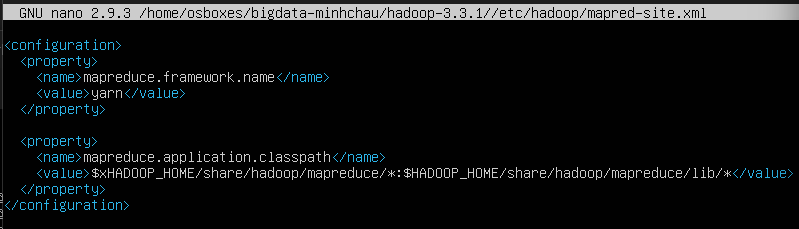 GNU nano 2.9.3 /home/osboxes/bigdata-minhchau/hadoop-3.3.1//etc/hadoop/mapred-site.xml
<configuration>
<property>
<name>mapreduce.framework.name</name>
<value>yarn</value>
</property>
<property>
<name>mapreduce.application.classpath</name>
<value>$xHADOOP_HOME/share/hadoop/mapreduce/*:$HADOOP_HOME/share/hadoop/mapreduce/lib/*</value>
</property>
</configuration>